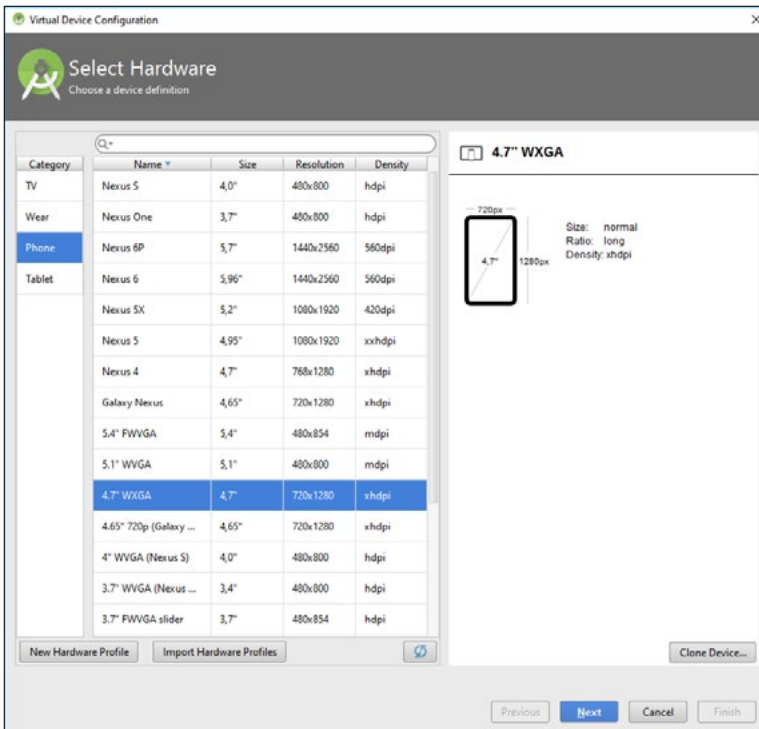 Virtual Device Configuration
Select Hardware
Choose a device definition
Category
TV
Wear
Phone
Tablet
Name Size Resolution Density
Nexus S 4,0" 480x800 hdpi
Nexus One 3,7" 480x800 hdpi
Nexus 6P 5,7" 1440x2560 560dpi
Nexus 6 5,96" 1440x2560 560dpi
Nexus 5X 5,2" 1080x1920 420dpi
Nexus 5 4,95" 1080x1920 xxhdpi
Nexus 4 4,7" 768x1280 xhdpi
Galaxy Nexus 4,65" 720x1280 xhdpi
5.4" FWVGA 5,4" 480x854 mdpi
5.1" WVGA 5,1" 480x800 mdpi
4.7" WXGA 4,7" 720x1280 xhdpi
4.65" 720p (Galaxy ... 4,65" 720x1280 xhdpi
4" WVGA (Nexus S) 4,0" 480x800 hdpi
3.7" WVGA (Nexus ... 3,4" 480x800 hdpi
3.7" FWVGA slider 3,7" 480x854 hdpi
New Hardware Profile Import Hardware Profiles
4.7" WXGA
720px
4,7"
1280px
Size: normal
Ratio: long
Density: xhdpi
Clone Device...
Previous Next Cancel Finish